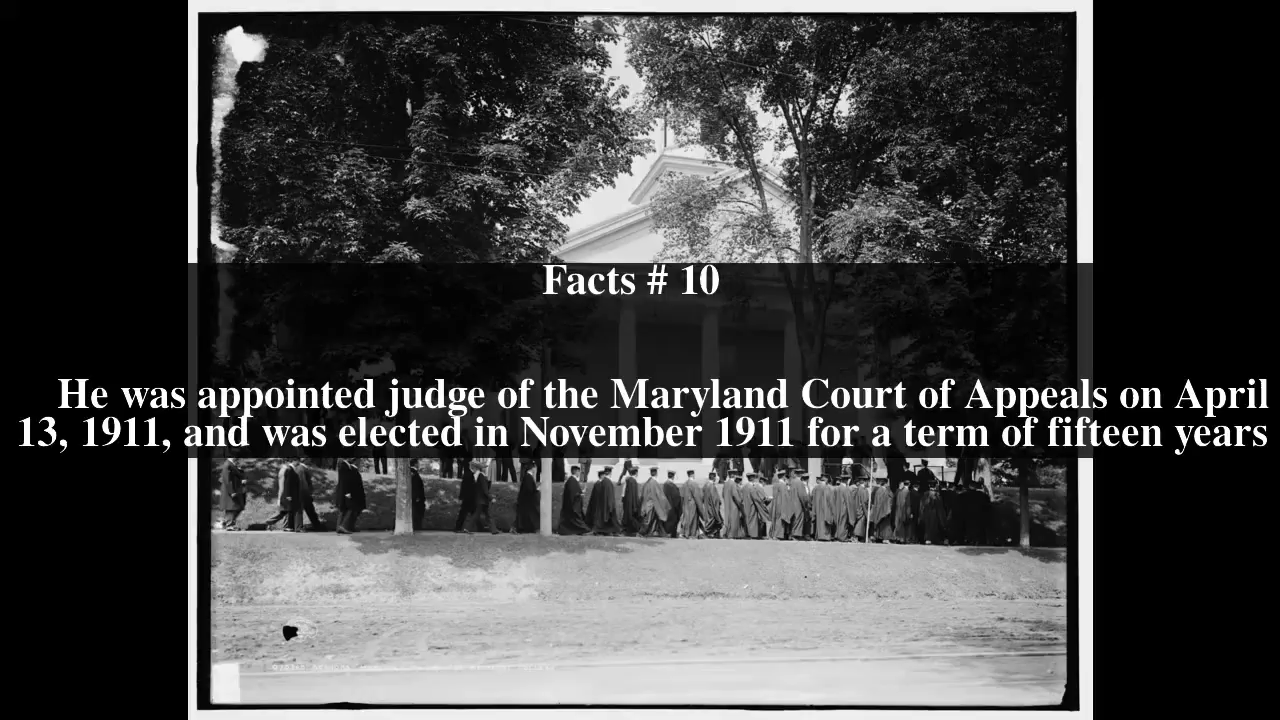 Facts # 10
He was appointed judge of the Maryland Court of Appeals on April
13, 1911, and was elected in November 1911 for a term of fifteen years